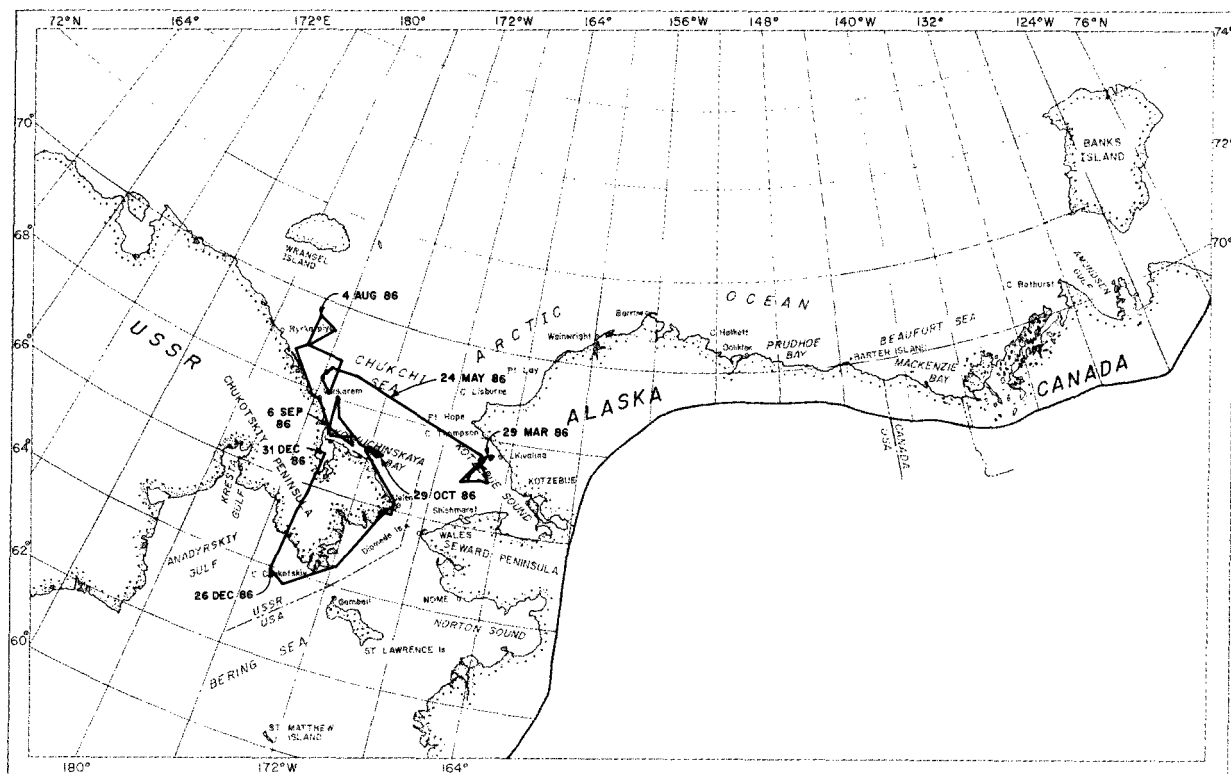 72°N 164° 172°E 180°W 172°W 164° 156°W 148° 140°W 132° 124°W 76°N
74°
70°
72°
68°
70°
66°
64°
62°
60°
BANKS
ISLAND
WRANGEL
ISLAND
AMUNDSEN
GULF
C Bathurst
4 AUG 86
USSR
ARCTIC
OCEAN
Barrow
Wainwright
C Halkett
Oliktok
PRUDHOE
BAY
BEAUFORT SEA
BARTER ISLAND
MACKENZIE
BAY
CANADA
CHUKCHI
SEA
Pt Lay
24 MAY 86
C Lisburne
ALASKA
CHUKOTSKIY
PENINSULA
6 SEP
86
Pt Hope
C Thompson
29 MAR 86
Kivalina
CANADA
USA
31 DEC
86
KOLYUCHINSKAYA
BAY
KOTZEBUE SOUND
KOTZEBUE
29 OCT 86
KRESTA
GULF
Shishmaref
Diomede Is
WALES
SEWARD PENINSULA
ANADYRSKIY
GULF
26 DEC 86
USSR
USA
Gambell
NOME
NORTON SOUND
ST LAWRENCE Is
BERING SEA
ST MATTHEW
ISLAND
180° 172°W 164°